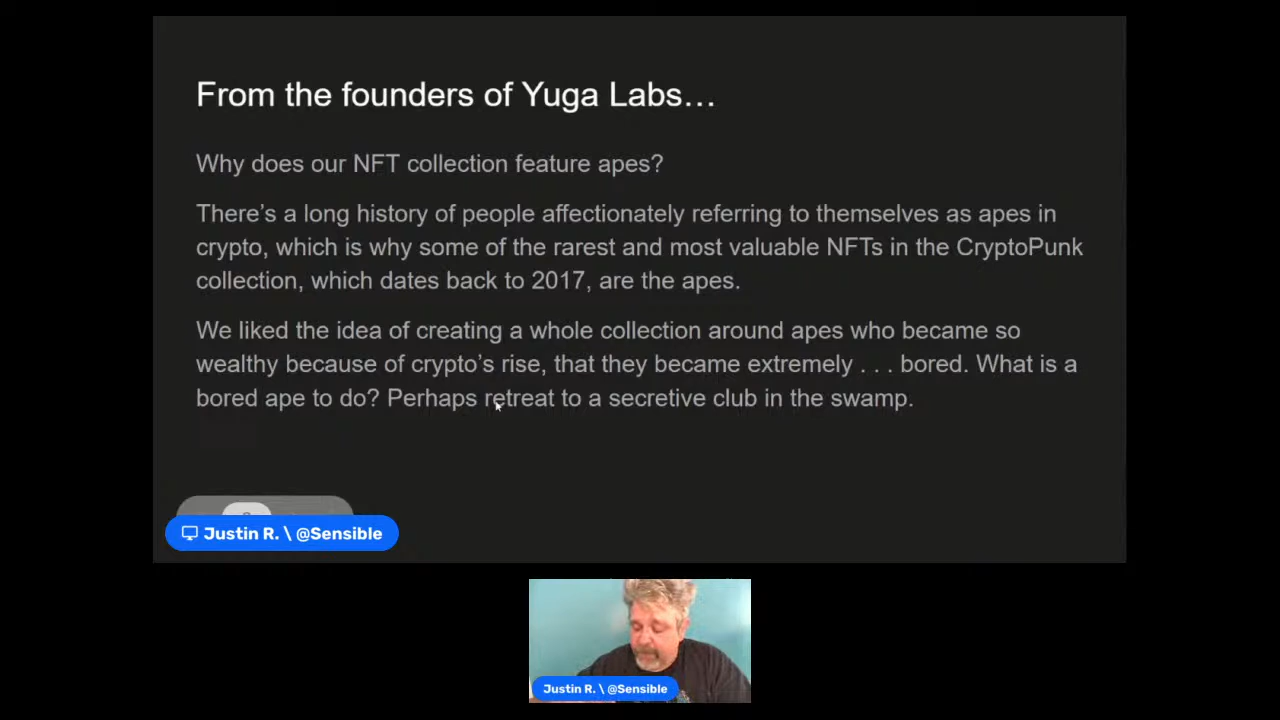 From the founders of Yuga Labs…
Why does our NFT collection feature apes?
There’s a long history of people affectionately referring to themselves as apes in
crypto, which is why some of the rarest and most valuable NFTs in the CryptoPunk
collection, which dates back to 2017, are the apes.
We liked the idea of creating a whole collection around apes who became so
wealthy because of crypto’s rise, that they became extremely . . . bored. What is a
bored ape to do? Perhaps retreat to a secretive club in the swamp.
Justin R. \ @Sensible
Justin R. \ @Sensible